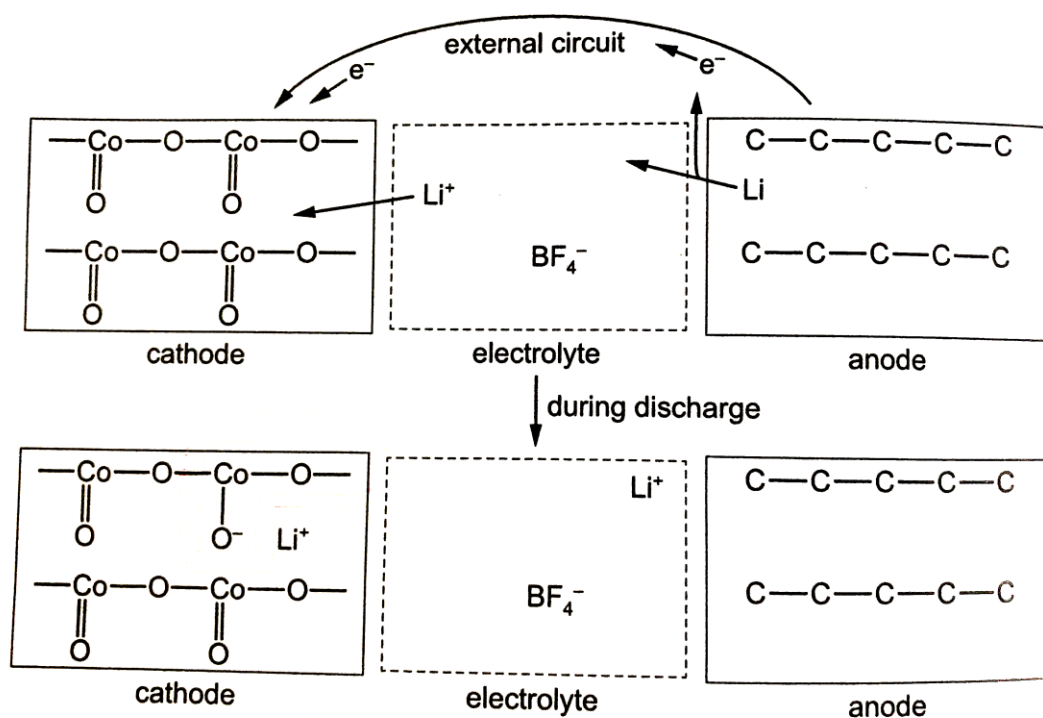 external circuit
e⁻ e⁻
—Co—O—Co—O— C—C—C—C—C
O O Li⁺ Li
—Co—O—Co—O— BF₄⁻ C—C—C—C—C
O O
cathode electrolyte anode
during discharge
—Co—O—Co—O— Li⁺ C—C—C—C—C
O O⁻ Li⁺
—Co—O—Co—O— BF₄⁻ C—C—C—C—C
O O
cathode electrolyte anode